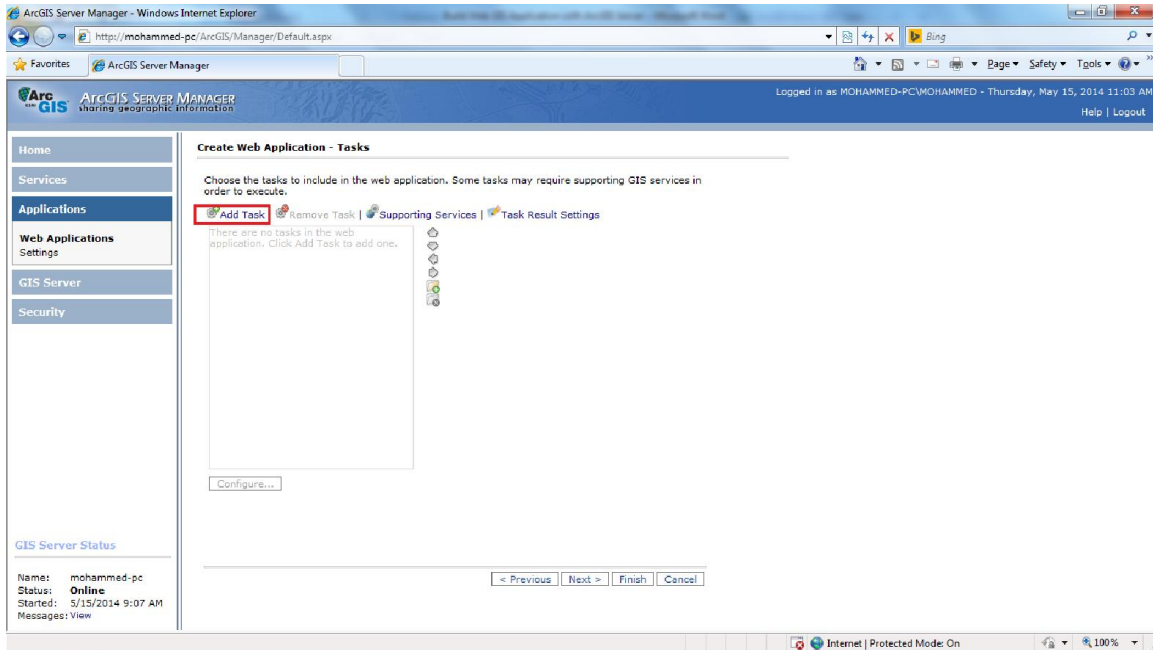 ArcGIS Server Manager - Windows Internet Explorer
http://mohammed-pc/ArcGIS/Manager/Default.aspx
Bing
Favorites
ArcGIS Server Manager
Page
Safety
Tools
Arc GIS
ArcGIS Server Manager
sharing geographic information
Logged in as MOHAMMED-PC\MOHAMMED - Thursday, May 15, 2014 11:03 AM
Help | Logout
Home
Services
Applications
Web Applications
Settings
GIS Server
Security
Create Web Application - Tasks
Choose the tasks to include in the web application. Some tasks may require supporting GIS services in
order to execute.
Add Task Remove Task | Supporting Services | Task Result Settings
There are no tasks in the web
application. Click Add Task to add one.
Configure...
< Previous Next > Finish Cancel
GIS Server Status
Name: mohammed-pc
Status: Online
Started: 5/15/2014 9:07 AM
Messages: View
Internet | Protected Mode: On
100%